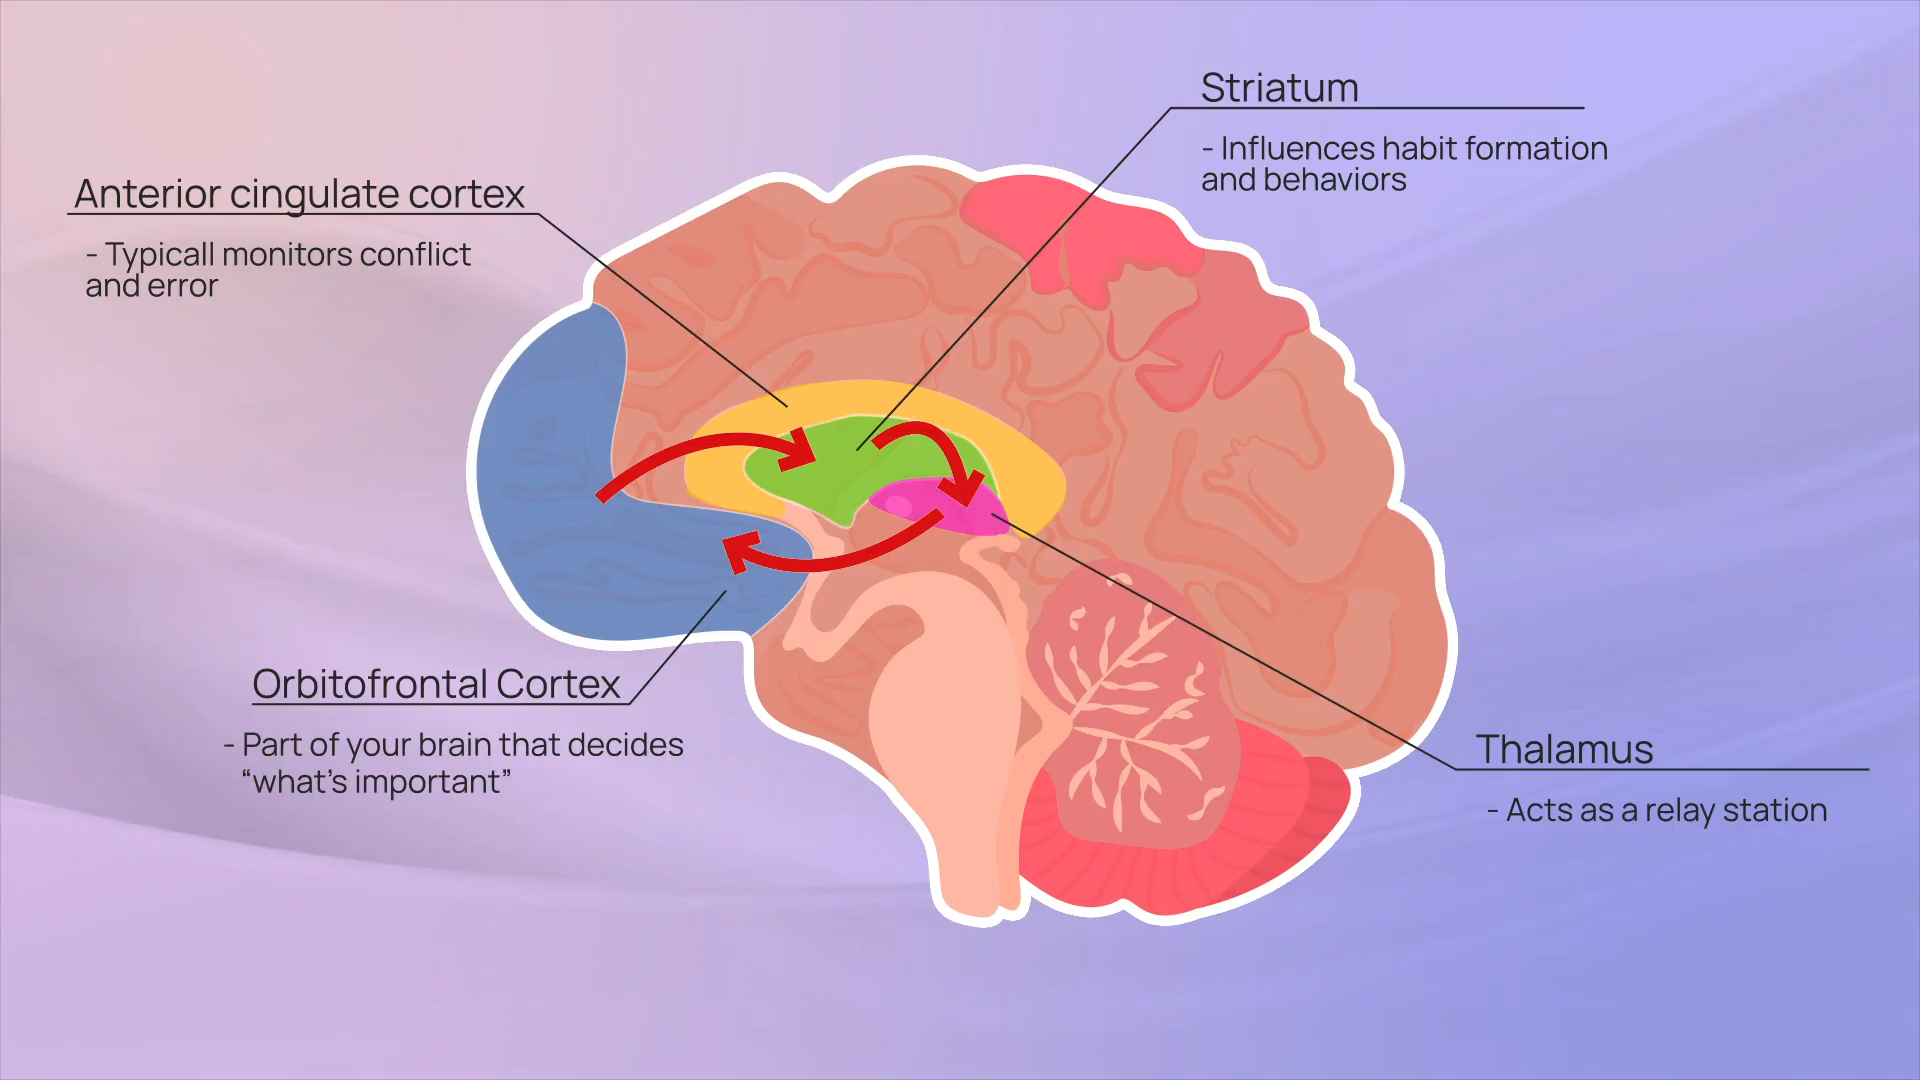 Striatum
- Influences habit formation
and behaviors
Anterior cingulate cortex
- Typicall monitors conflict
and error
Orbitofrontal Cortex
- Part of your brain that decides
“what’s important”
Thalamus
- Acts as a relay station